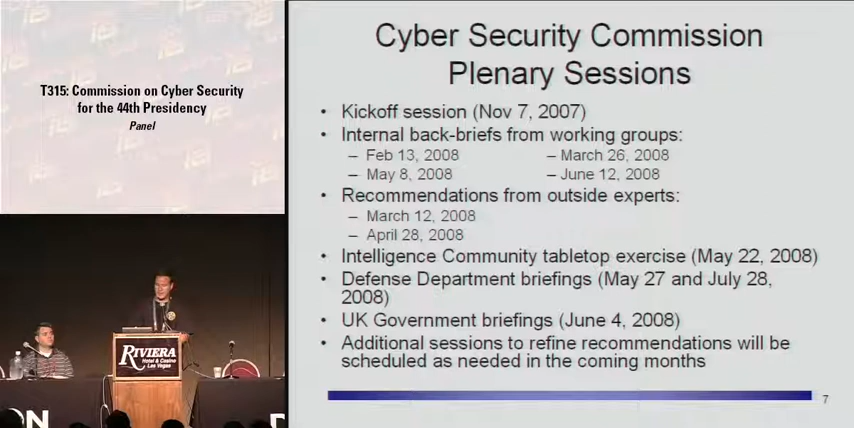 T315: Commission on Cyber Security
for the 44th Presidency
Panel
RIVIERA
Hotel & Casino
Las Vegas
ON
D
Cyber Security Commission
Plenary Sessions
• Kickoff session (Nov 7, 2007)
• Internal back-briefs from working groups:
– Feb 13, 2008 – March 26, 2008
– May 8, 2008 – June 12, 2008
• Recommendations from outside experts:
– March 12, 2008
– April 28, 2008
• Intelligence Community tabletop exercise (May 22, 2008)
• Defense Department briefings (May 27 and July 28,
2008)
• UK Government briefings (June 4, 2008)
• Additional sessions to refine recommendations will be
scheduled as needed in the coming months
7